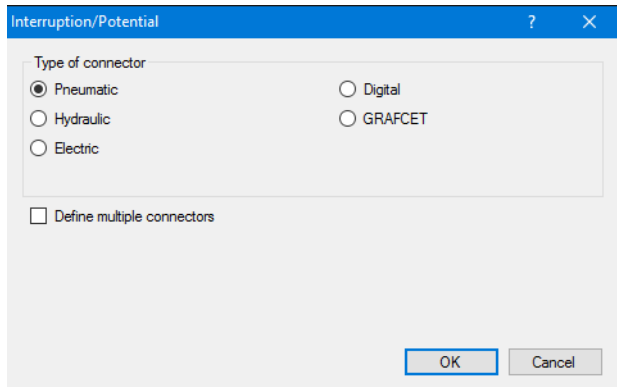 Interruption/Potential
?
Type of connector
Pneumatic
Digital
Hydraulic
GRAFCET
Electric
Define multiple connectors
OK
Cancel